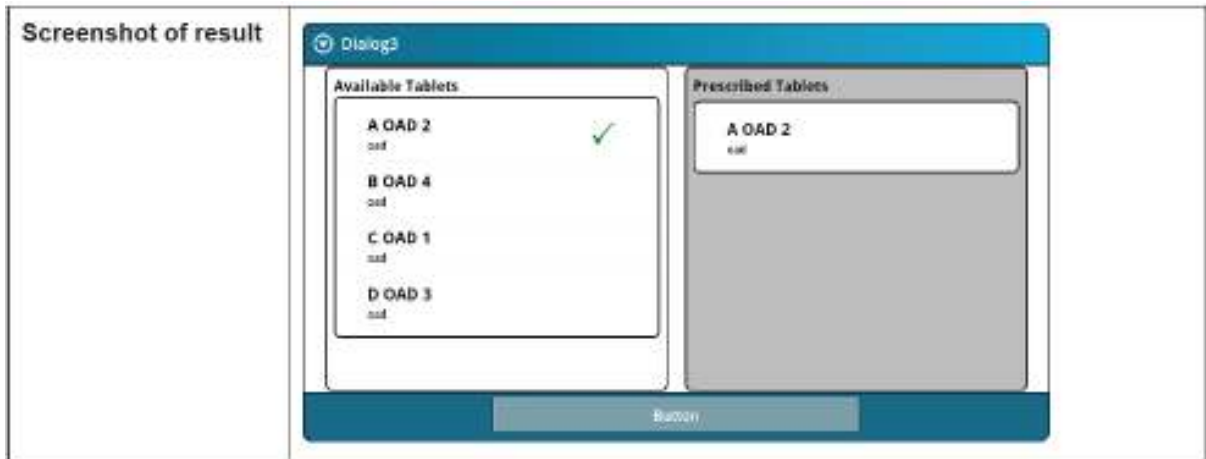 Screenshot of result
Dialog3
Available Tablets
A OAD 2
oad
B OAD 4
oad
C OAD 1
oad
D OAD 3
oad
Prescribed Tablets
A OAD 2
oad
Button